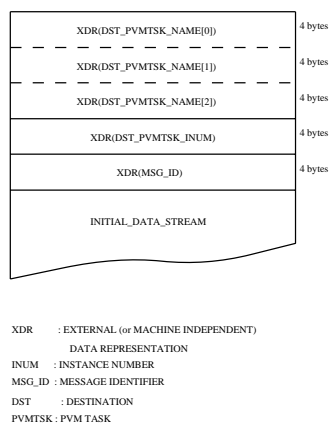 XDR(DST_PVMTSK_NAME[0]) 4 bytes
XDR(DST_PVMTSK_NAME[1]) 4 bytes
XDR(DST_PVMTSK_NAME[2]) 4 bytes
XDR(DST_PVMTSK_INUM) 4 bytes
XDR(MSG_ID) 4 bytes
INITIAL_DATA_STREAM
XDR : EXTERNAL (or MACHINE INDEPENDENT)
DATA REPRESENTATION
INUM : INSTANCE NUMBER
MSG_ID : MESSAGE IDENTIFIER
DST : DESTINATION
PVMTSK : PVM TASK